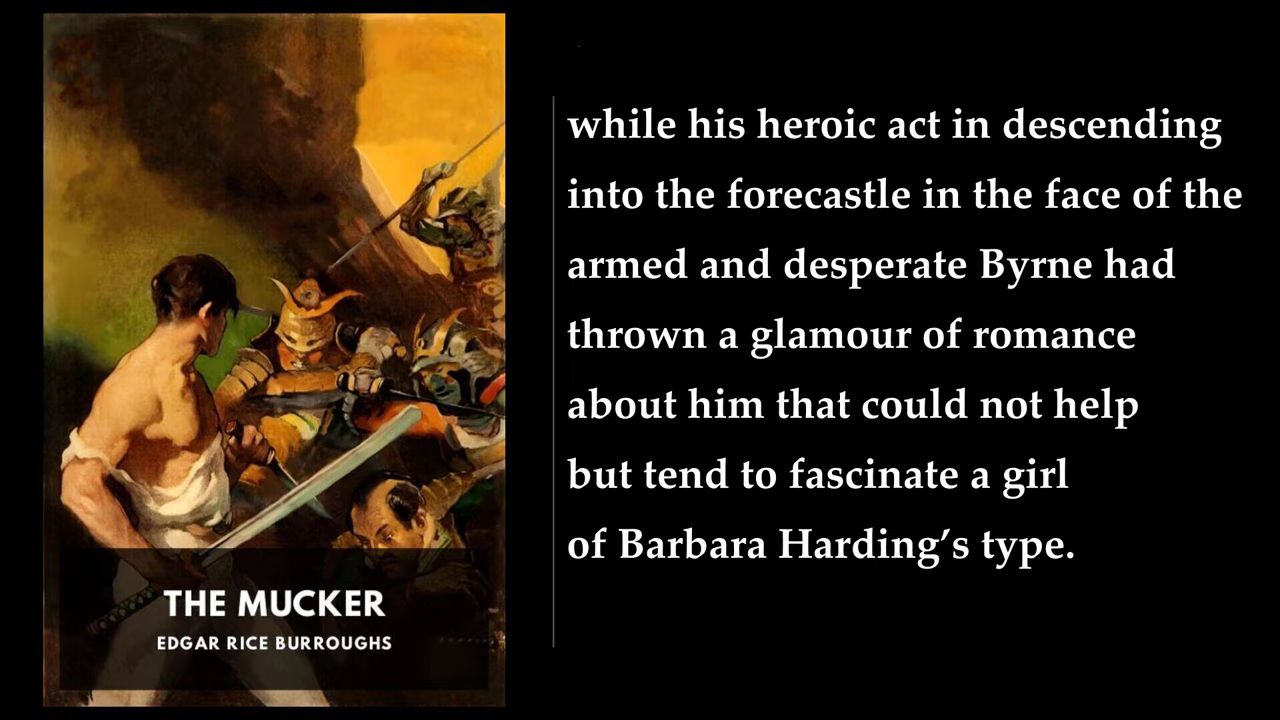 while his heroic act in descending
into the forecastle in the face of the
armed and desperate Byrne had
thrown a glamour of romance
about him that could not help
but tend to fascinate a girl
of Barbara Harding’s type.
THE MUCKER
EDGAR RICE BURROUGHS